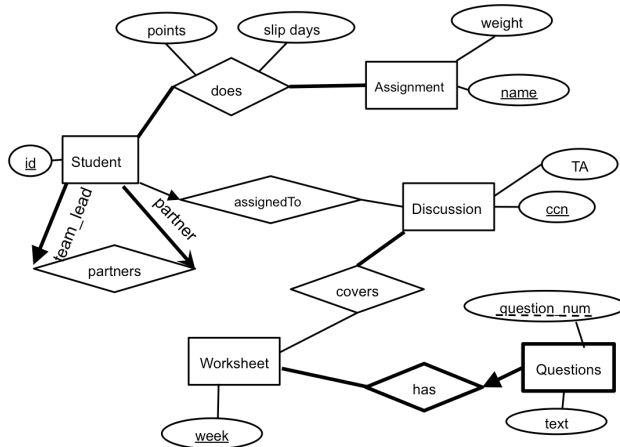 points
slip days
weight
does
Assignment
name
id
Student
TA
team_lead
partner
assignedTo
Discussion
ccn
partners
covers
question_num
Worksheet
has
Questions
week
text